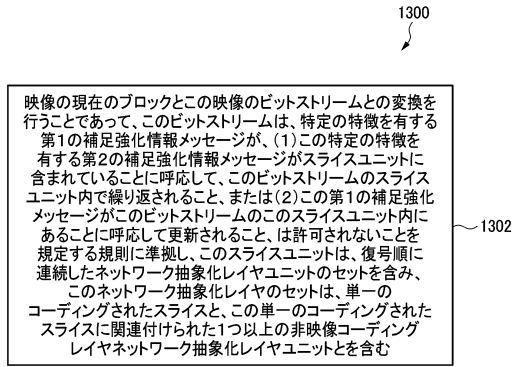 1300
映像の現在のブロックとこの映像のビットストリームとの変換を
行うことであって、このビットストリームは、特定の特徴を有する
第1の補足強化情報メッセージが、(1)この特定の特徴を
有する第2の補足強化情報メッセージがスライスユニットに
含まれていることに呼応して、このビットストリームのスライス
ユニット内で繰り返されること、または(2)この第1の補足強化
メッセージがこのビットストリームのこのスライスユニット内に
あることに呼応して更新されること、は許可されないことを
規定する規則に準拠し、このスライスユニットは、復号順に
連続したネットワーク抽象化レイヤユニットのセットを含み、
このネットワーク抽象化レイヤのセットは、単一の
コーディングされたスライスと、この単一のコーディングされた
スライスに関連付けられた1つ以上の非映像コーディング
レイヤネットワーク抽象化レイヤユニットとを含む
1302